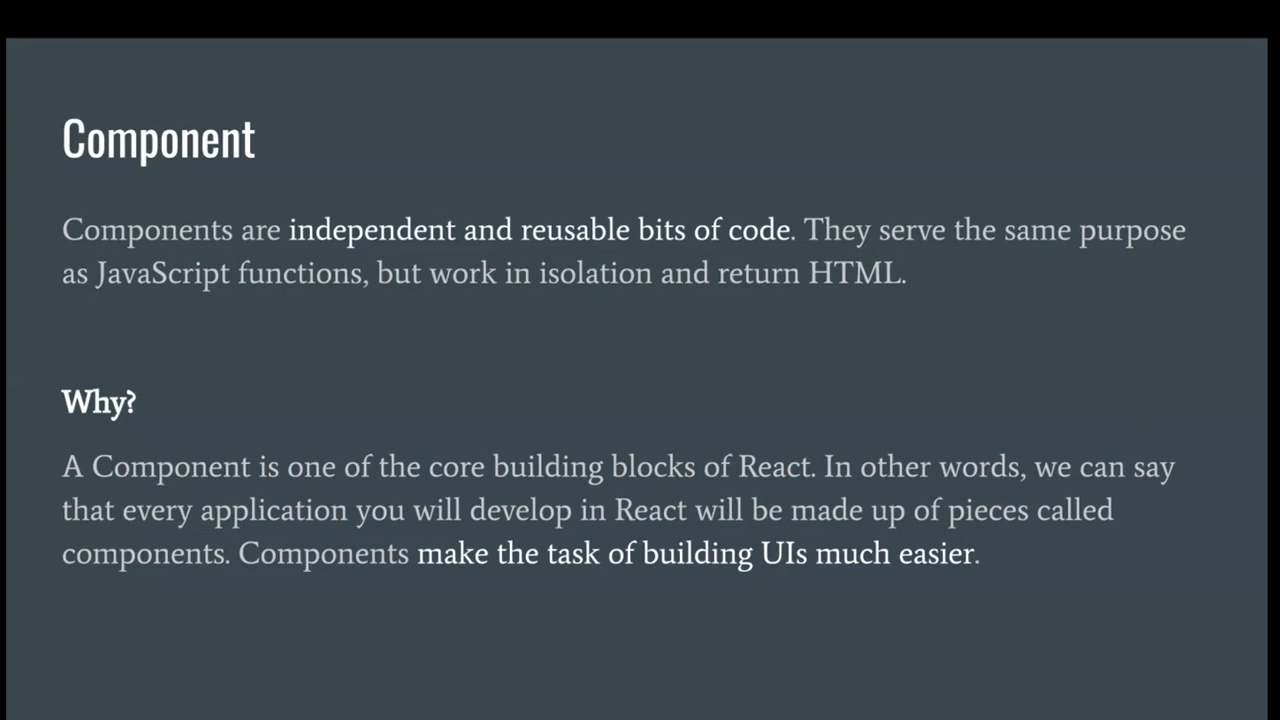 Component
Components are independent and reusable bits of code. They serve the same purpose
as JavaScript functions, but work in isolation and return HTML.
Why?
A Component is one of the core building blocks of React. In other words, we can say
that every application you will develop in React will be made up of pieces called
components. Components make the task of building UIs much easier.